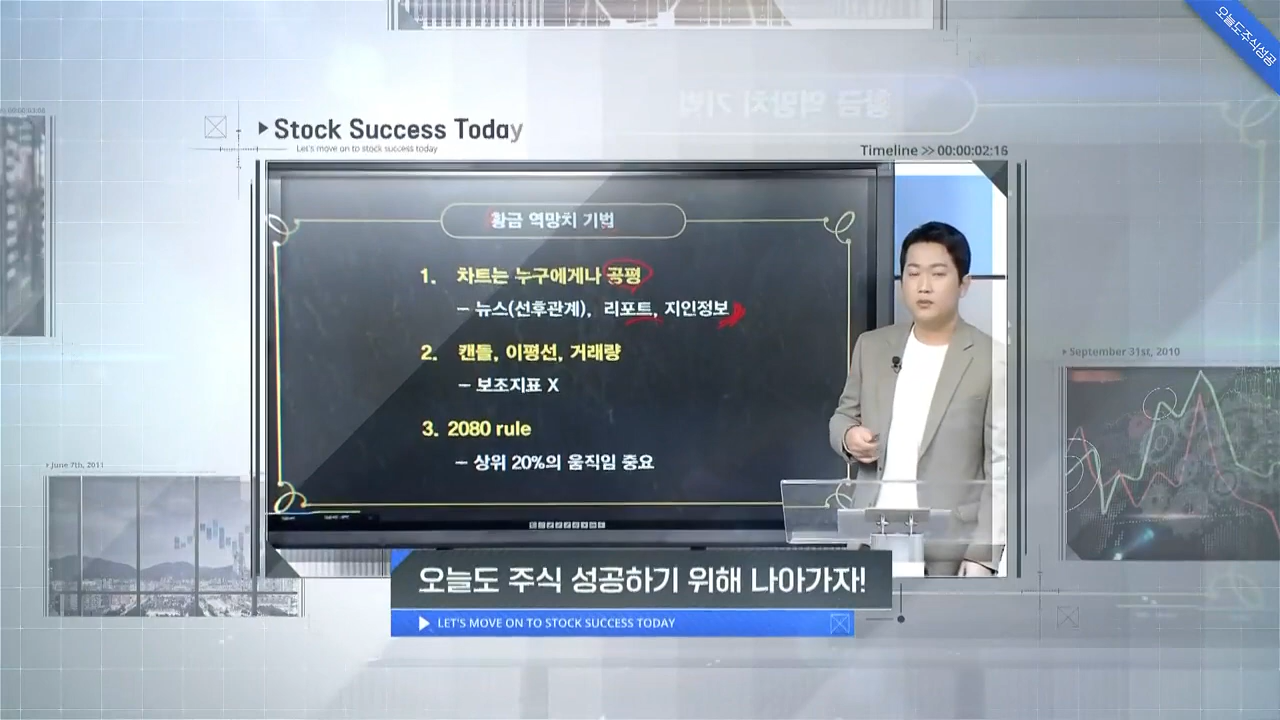 오늘도주식성공
Stock Success Today
Let's move on to stock success today
Timeline >> 00:00:02:16
황금 역망치 기법
1. 차트는 누구에게나 공평
– 뉴스(선후관계), 리포트, 지인정보
2. 캔들, 이평선, 거래량
– 보조지표 X
3. 2080 rule
– 상위 20%의 움직임 중요
September 31st, 2010
June 7th, 2011
오늘도 주식 성공하기 위해 나아가자!
LET'S MOVE ON TO STOCK SUCCESS TODAY